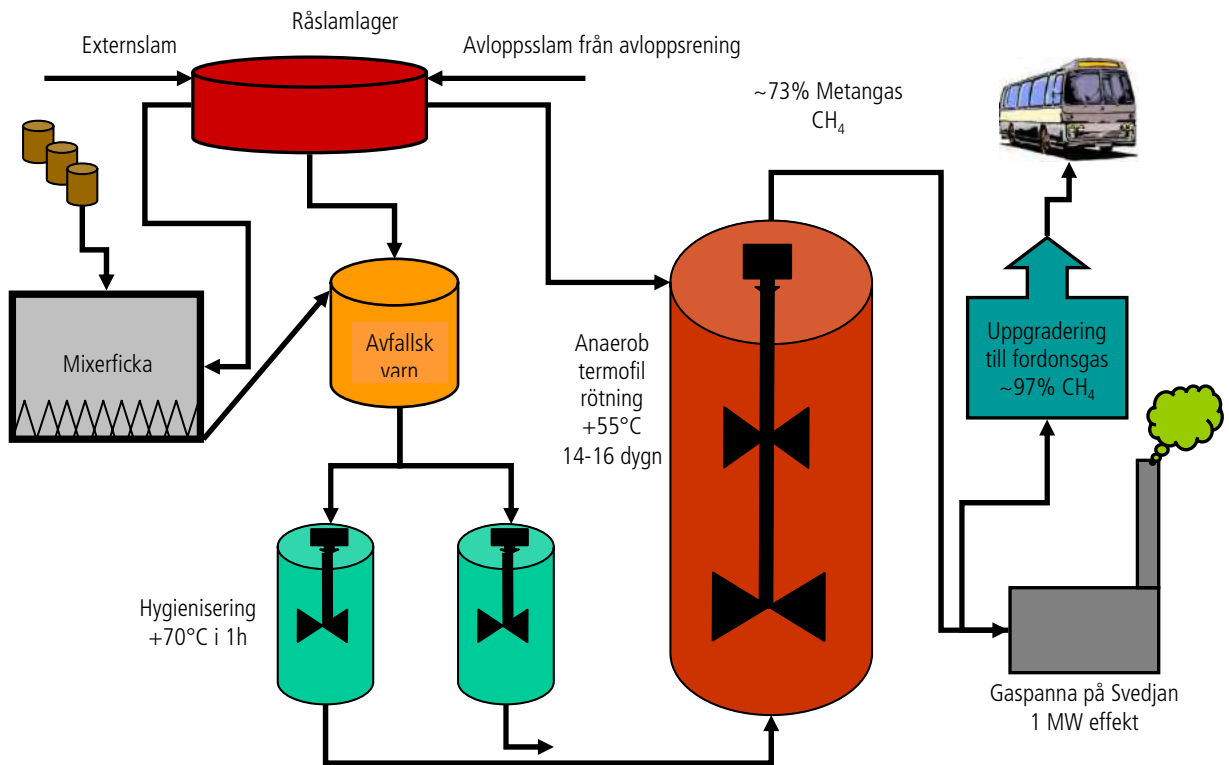 Råslamlager
Externslam
Avloppsslam från avloppsrening
~73% Metangas
CH₄
Mixerficka
Avfallsk
varn
Anaerob
termofil
rötning
+55°C
14-16 dygn
Uppgradering
till fordonsgas
~97% CH₄
Hygienisering
+70°C i 1h
Gaspanna på Svedjan
1 MW effekt